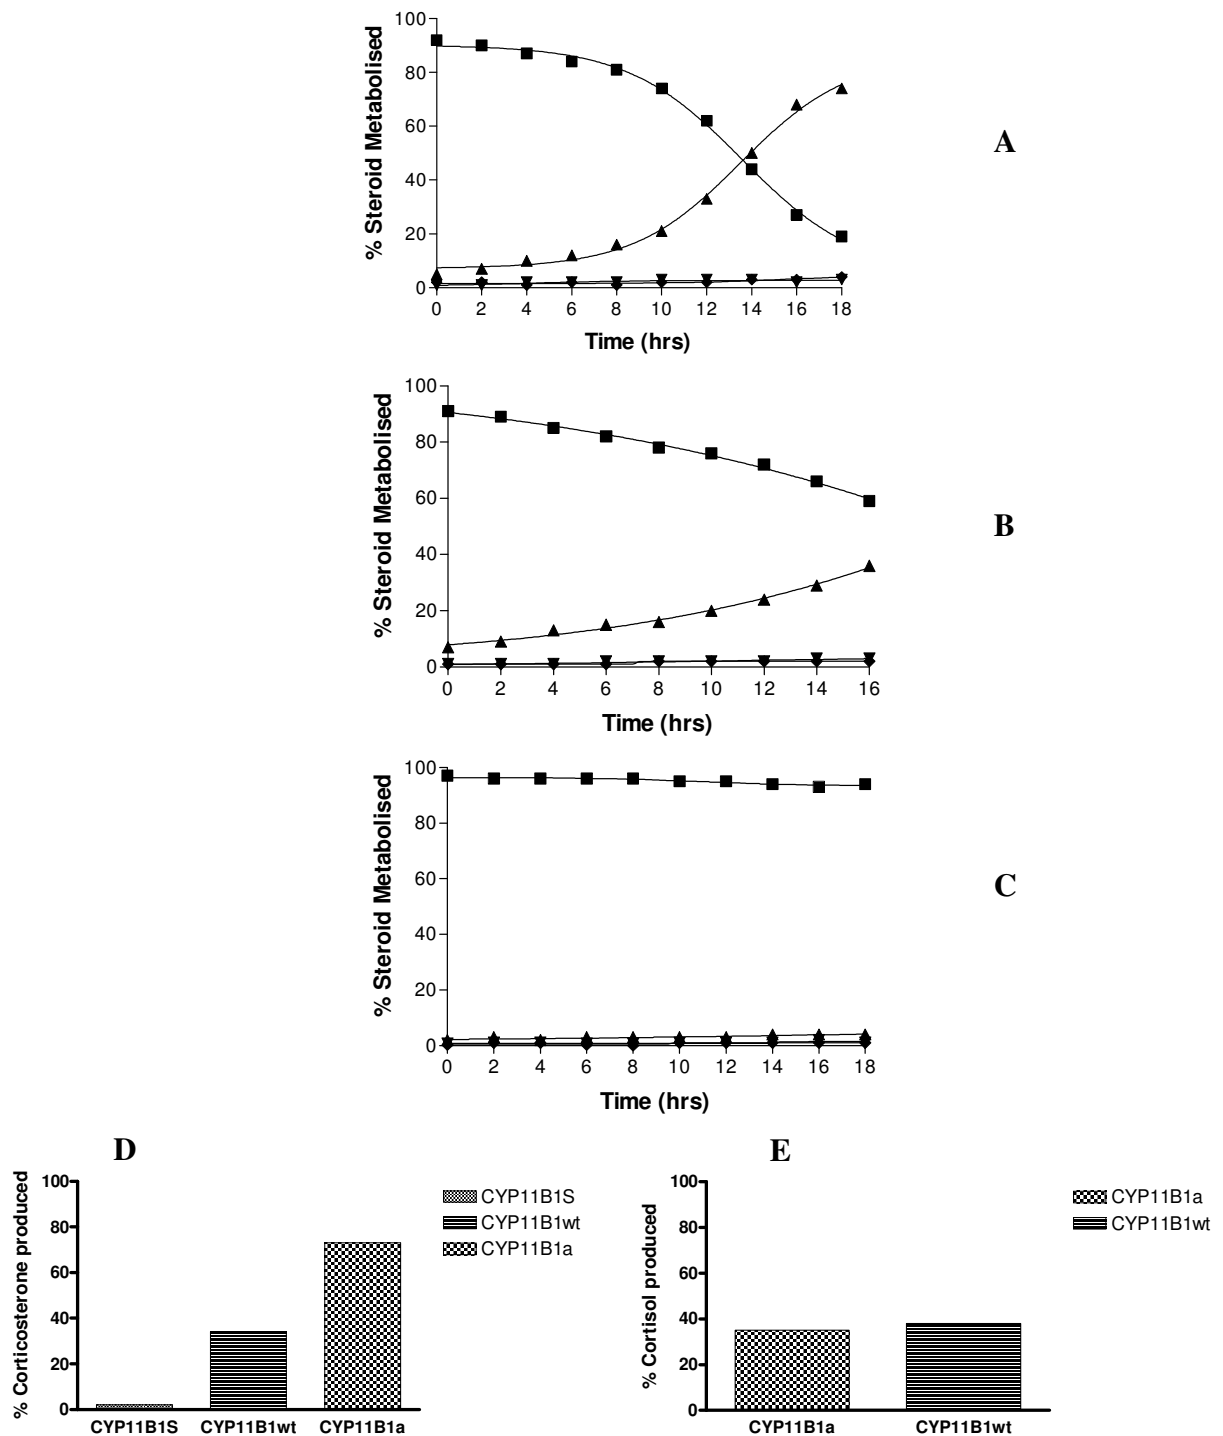 % Steroid Metabolised
100
80
60
40
20
0
0 2 4 6 8 10 12 14 16 18
Time (hrs)
A
% Steroid Metabolised
100
80
60
40
20
0
0 2 4 6 8 10 12 14 16
Time (hrs)
B
% Steroid Metabolised
100
80
60
40
20
0
0 2 4 6 8 10 12 14 16 18
Time (hrs)
C
D
% Corticosterone produced
100
80
60
40
20
0
CYP11B1S CYP11B1wt CYP11B1a
CYP11B1S
CYP11B1wt
CYP11B1a
E
% Cortisol produced
100
80
60
40
20
0
CYP11B1a CYP11B1wt
CYP11B1a
CYP11B1wt